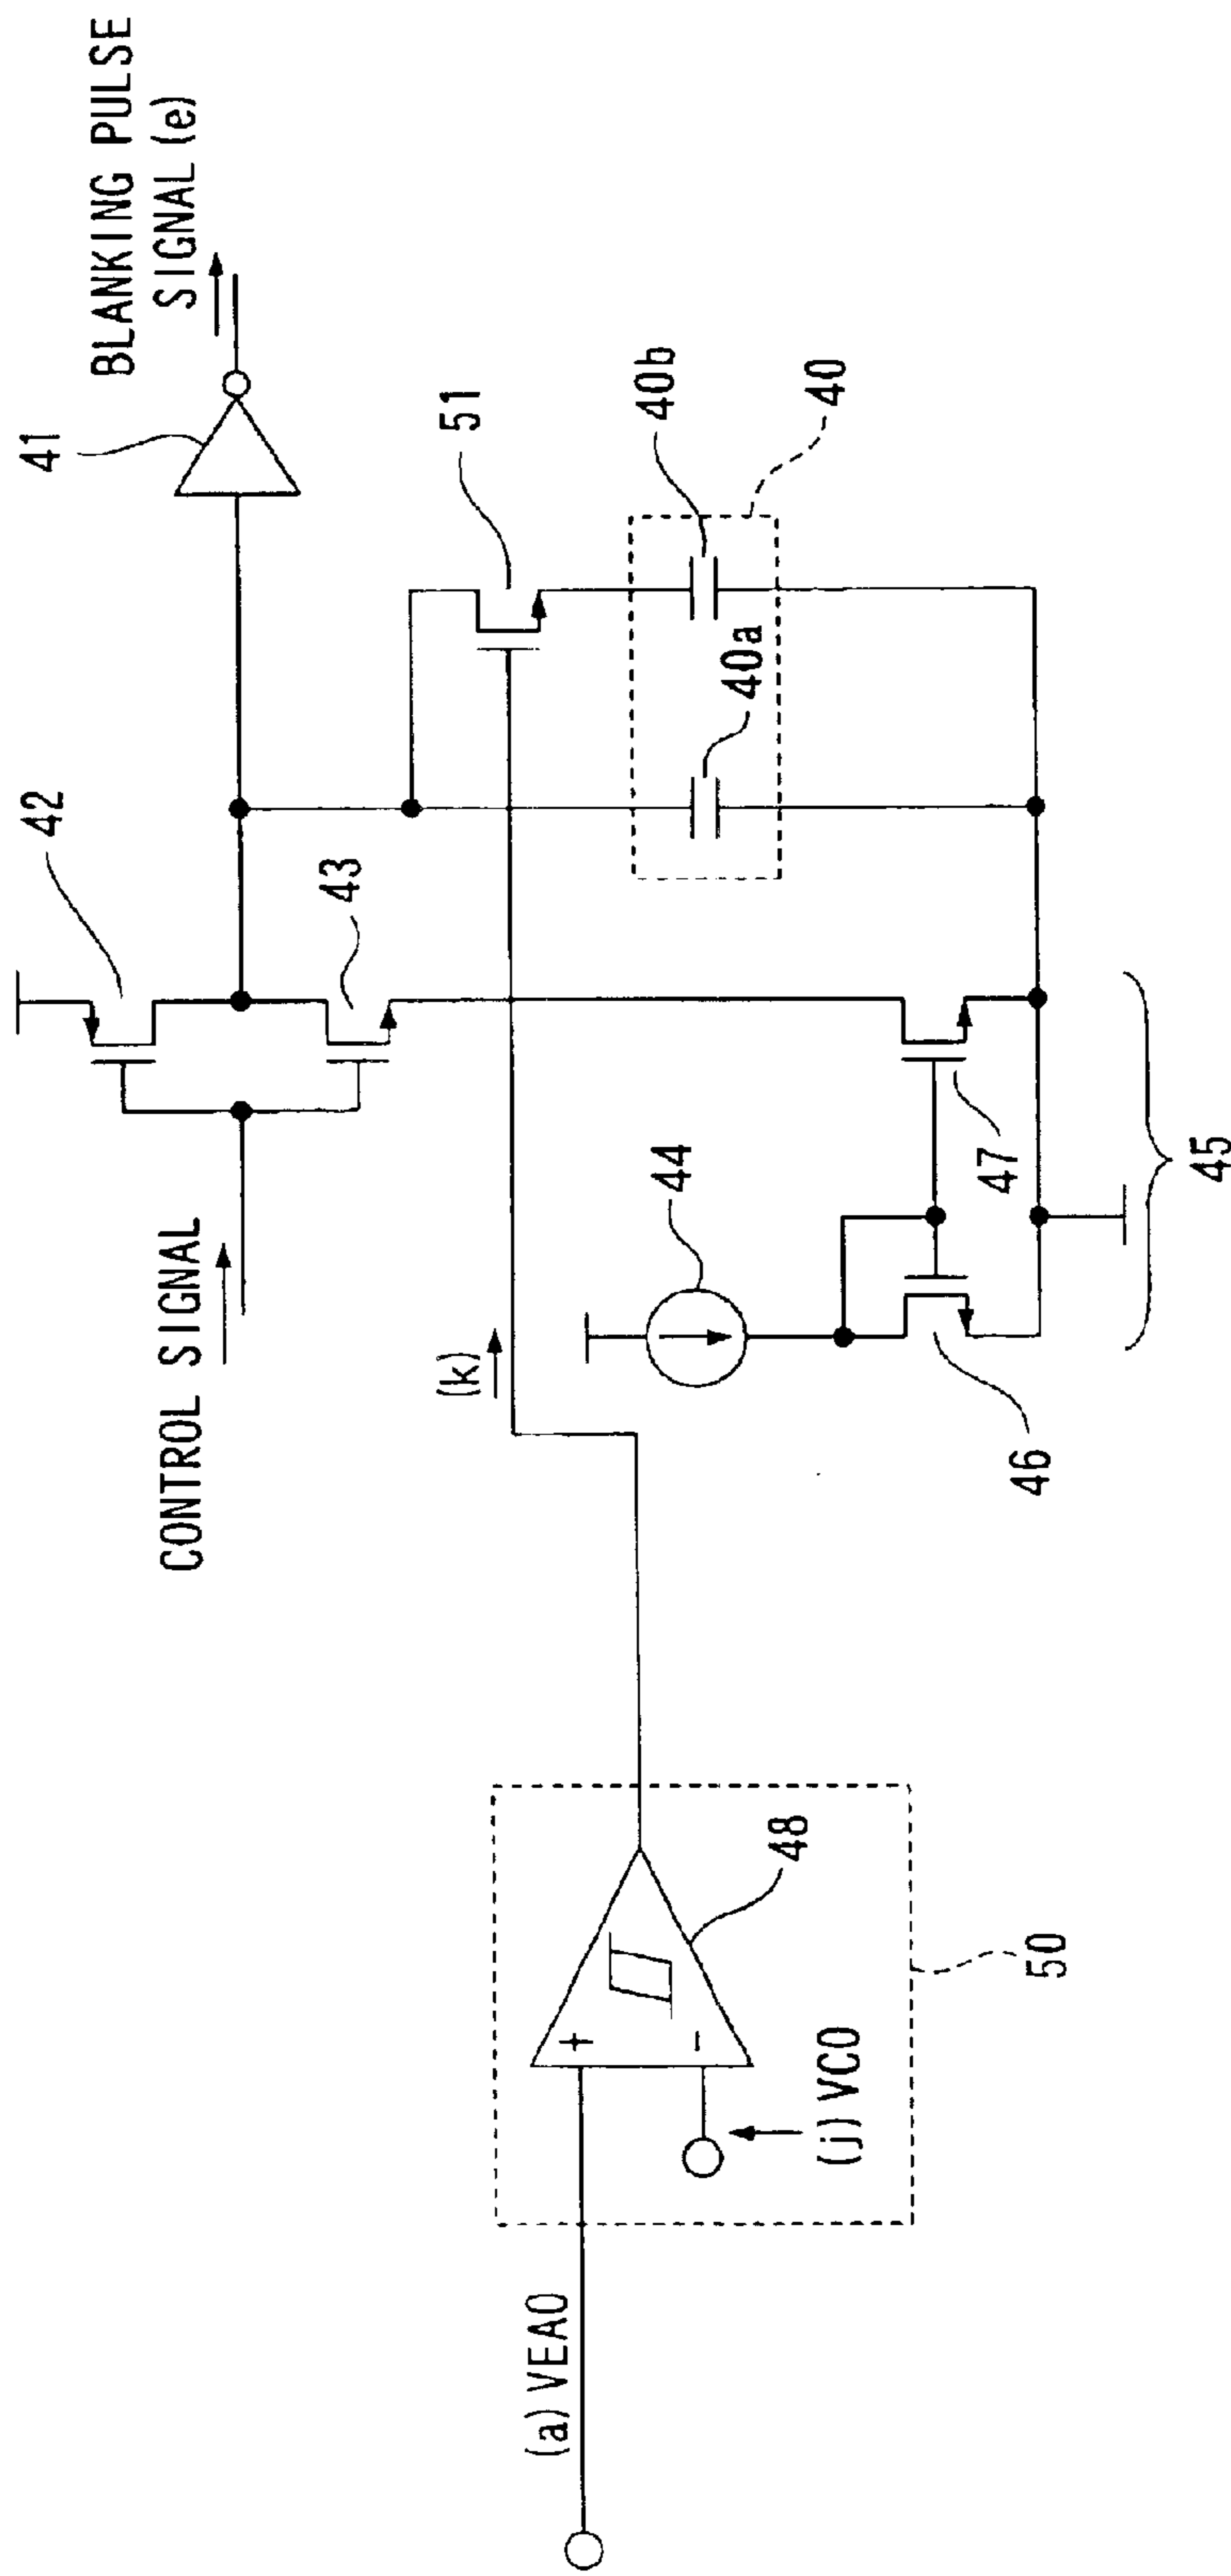 BLANKING PULSE
SIGNAL (e)
41
42
43
51
40b
40
40a
CONTROL SIGNAL
(k)
44
47
46
45
48
50
(a) VEAO
(j) VCO
+
-